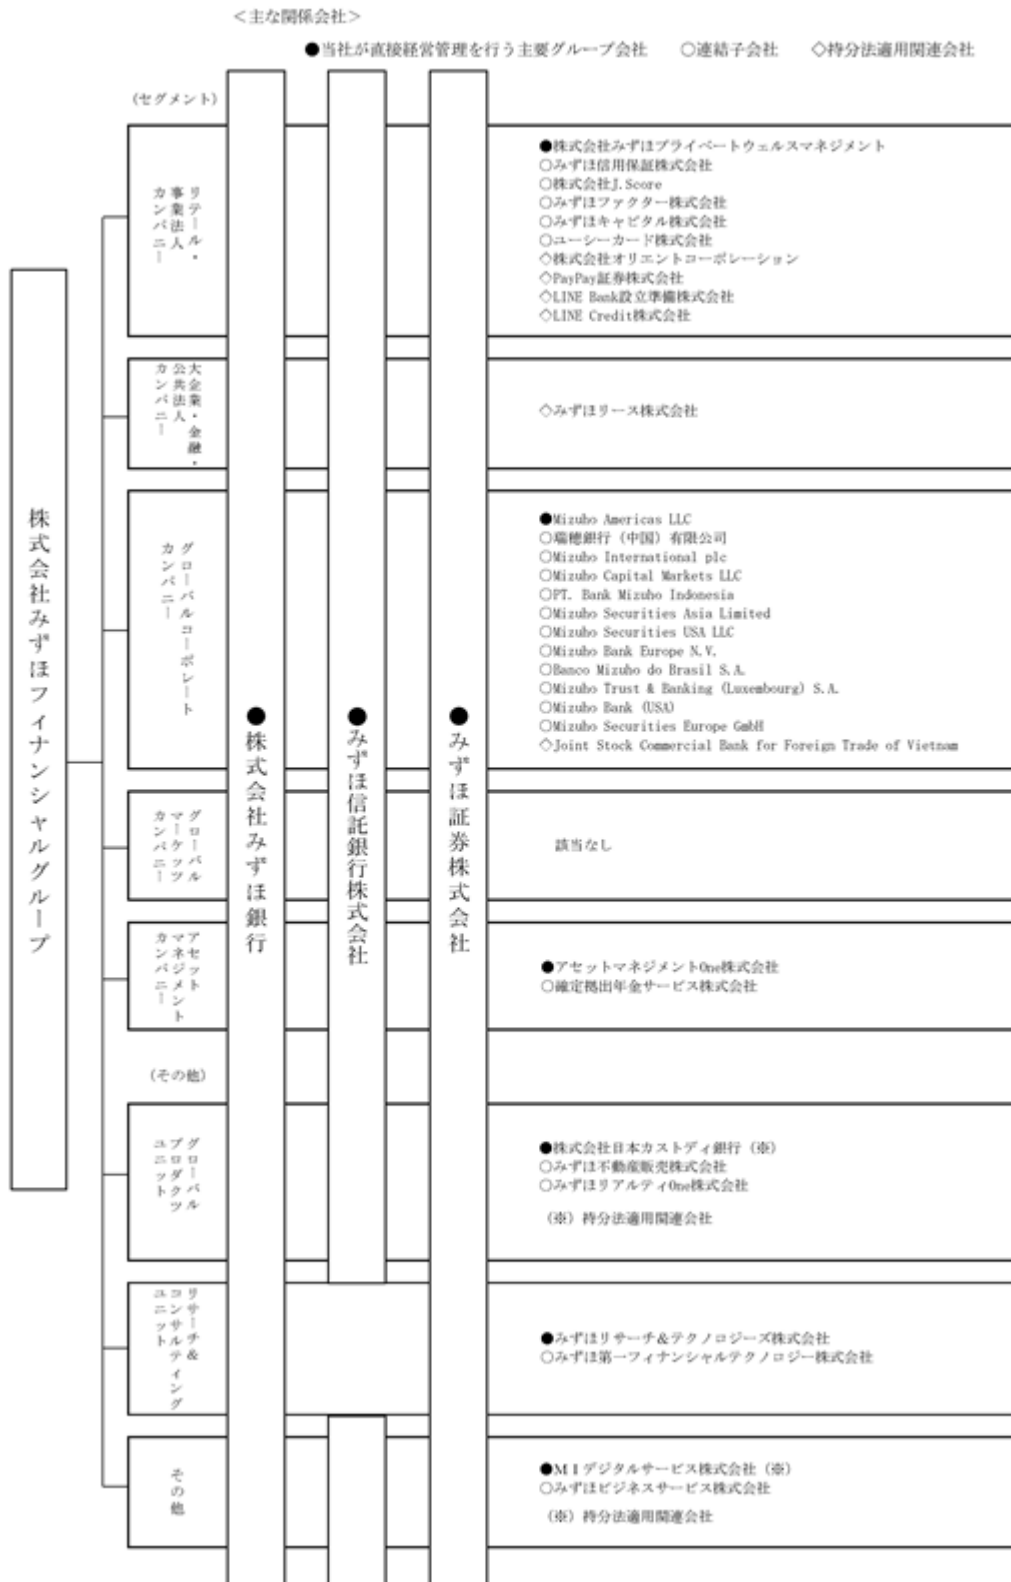 ＜主な関係会社＞
●当社が直接経営管理を行う主要グループ会社　○連結子会社　◇持分法適用関連会社
(セグメント)
株式会社みずほフィナンシャルグループ
●株式会社みずほ銀行
●みずほ信託銀行株式会社
●みずほ証券株式会社
リテール・
事業法人
カンパニー
●株式会社みずほプライベートウェルスマネジメント
○みずほ信用保証株式会社
○株式会社J.Score
○みずほファクター株式会社
○みずほキャピタル株式会社
○ユーシーカード株式会社
◇株式会社オリエントコーポレーション
◇PayPay証券株式会社
◇LINE Bank設立準備株式会社
◇LINE Credit株式会社
大企業・金融・
公共法人
カンパニー
◇みずほリース株式会社
グローバルコーポレート
カンパニー
●Mizuho Americas LLC
○瑞穂銀行（中国）有限公司
○Mizuho International plc
○Mizuho Capital Markets LLC
○PT. Bank Mizuho Indonesia
○Mizuho Securities Asia Limited
○Mizuho Securities USA LLC
○Mizuho Bank Europe N.V.
○Banco Mizuho do Brasil S.A.
○Mizuho Trust & Banking (Luxembourg) S.A.
○Mizuho Bank (USA)
○Mizuho Securities Europe GmbH
◇Joint Stock Commercial Bank for Foreign Trade of Vietnam
グローバル
マーケッツ
カンパニー
該当なし
アセット
マネジメント
カンパニー
●アセットマネジメントOne株式会社
○確定拠出年金サービス株式会社
(その他)
グローバル
プロダクツ
ユニット
●株式会社日本カストディ銀行（※）
○みずほ不動産販売株式会社
○みずほリアルティOne株式会社
（※）持分法適用関連会社
リサーチ＆
コンサルティング
ユニット
●みずほリサーチ&テクノロジーズ株式会社
○みずほ第一フィナンシャルテクノロジー株式会社
その他
●ＭＩデジタルサービス株式会社（※）
○みずほビジネスサービス株式会社
（※）持分法適用関連会社